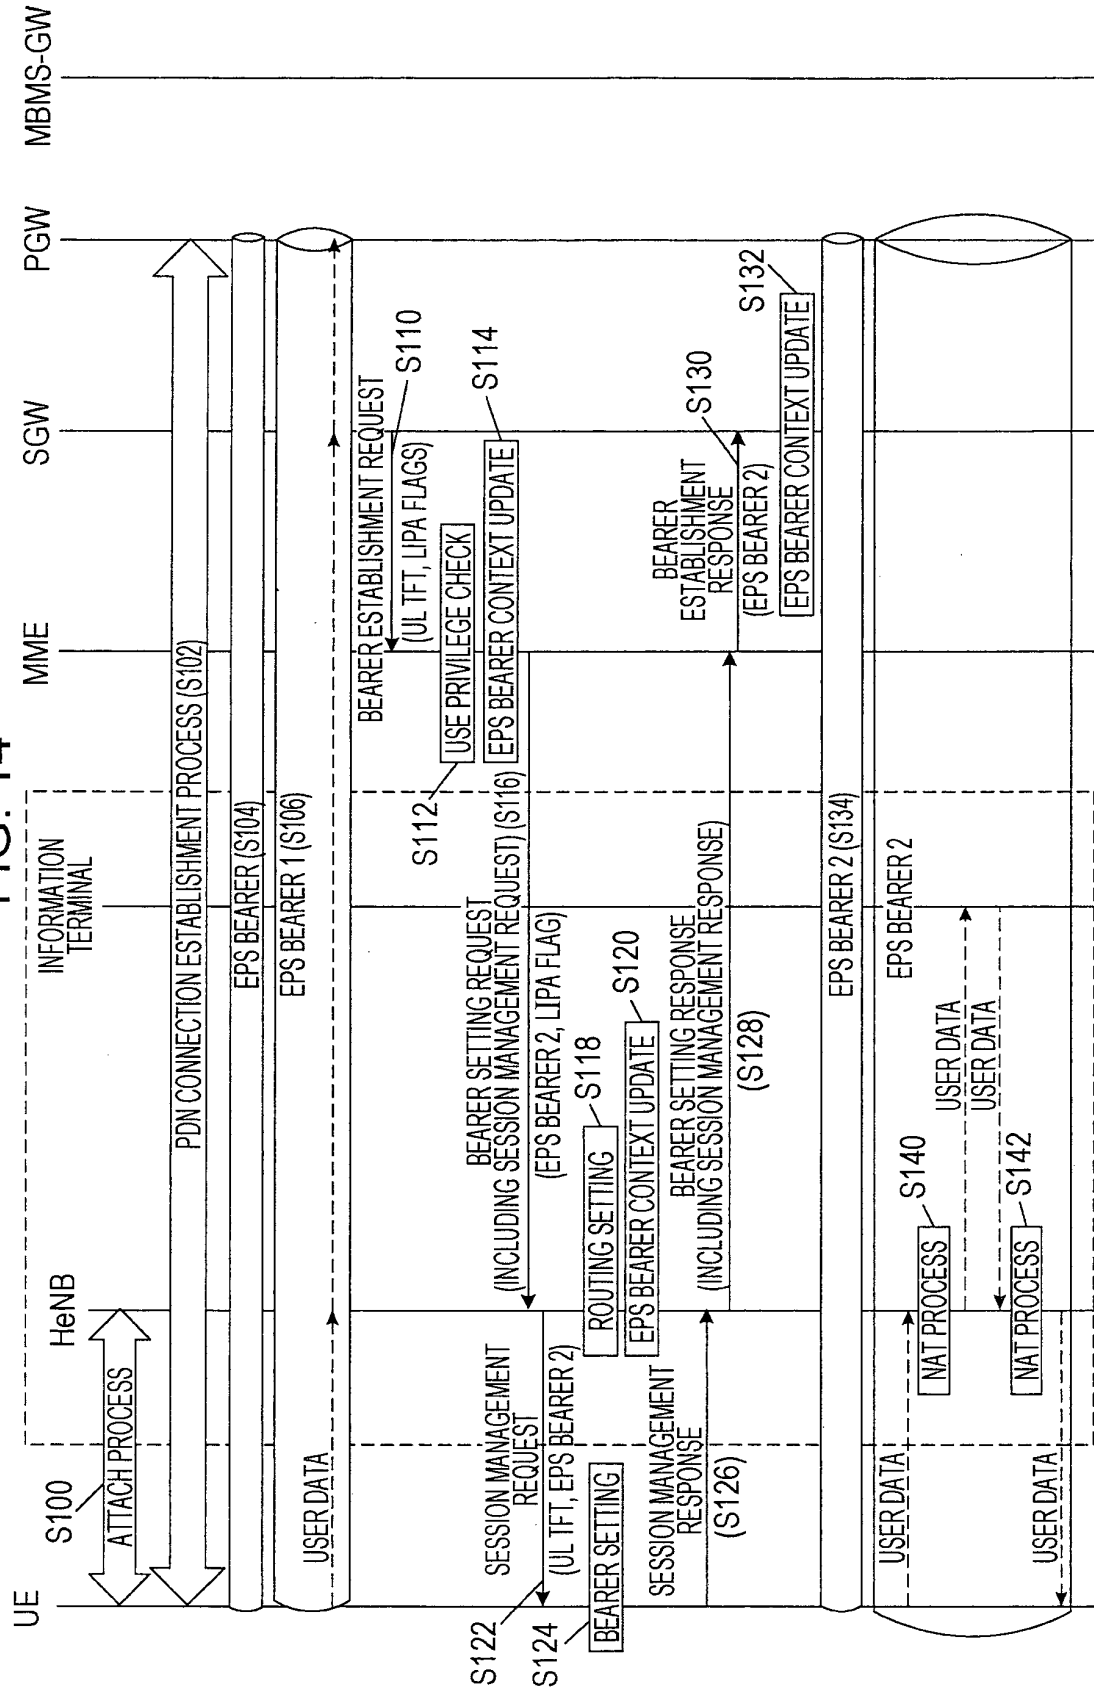 FIG. 14
UE
HeNB
INFORMATION
TERMINAL
MME
SGW
PGW
MBMS-GW
S100
ATTACH PROCESS
PDN CONNECTION ESTABLISHMENT PROCESS (S102)
EPS BEARER (S104)
EPS BEARER 1 (S106)
USER DATA
BEARER ESTABLISHMENT REQUEST
S110
(UL TFT, LIPA FLAGS)
S112
USE PRIVILEGE CHECK
S114
EPS BEARER CONTEXT UPDATE
BEARER SETTING REQUEST
(INCLUDING SESSION MANAGEMENT REQUEST) (S116)
(EPS BEARER 2, LIPA FLAG)
S118
ROUTING SETTING
S120
EPS BEARER CONTEXT UPDATE
SESSION MANAGEMENT
REQUEST
S122
(UL TFT, EPS BEARER 2)
S124
BEARER SETTING
SESSION MANAGEMENT
RESPONSE
(S126)
BEARER SETTING RESPONSE
(INCLUDING SESSION MANAGEMENT RESPONSE)
(S128)
BEARER
ESTABLISHMENT
RESPONSE
S130
(EPS BEARER 2)
S132
EPS BEARER CONTEXT UPDATE
EPS BEARER 2 (S134)
EPS BEARER 2
USER DATA
S140
NAT PROCESS
USER DATA
USER DATA
S142
NAT PROCESS
USER DATA